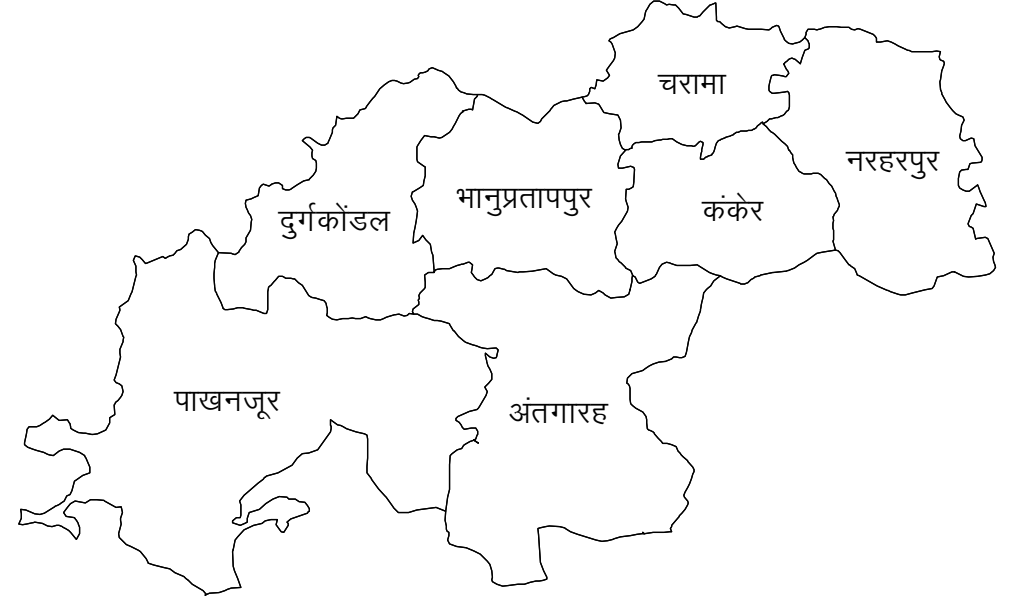 चरामा
नरहरपुर
भानुप्रतापपुर
कंकेर
दुर्गकोंडल
पाखनजूर
अंतगारह